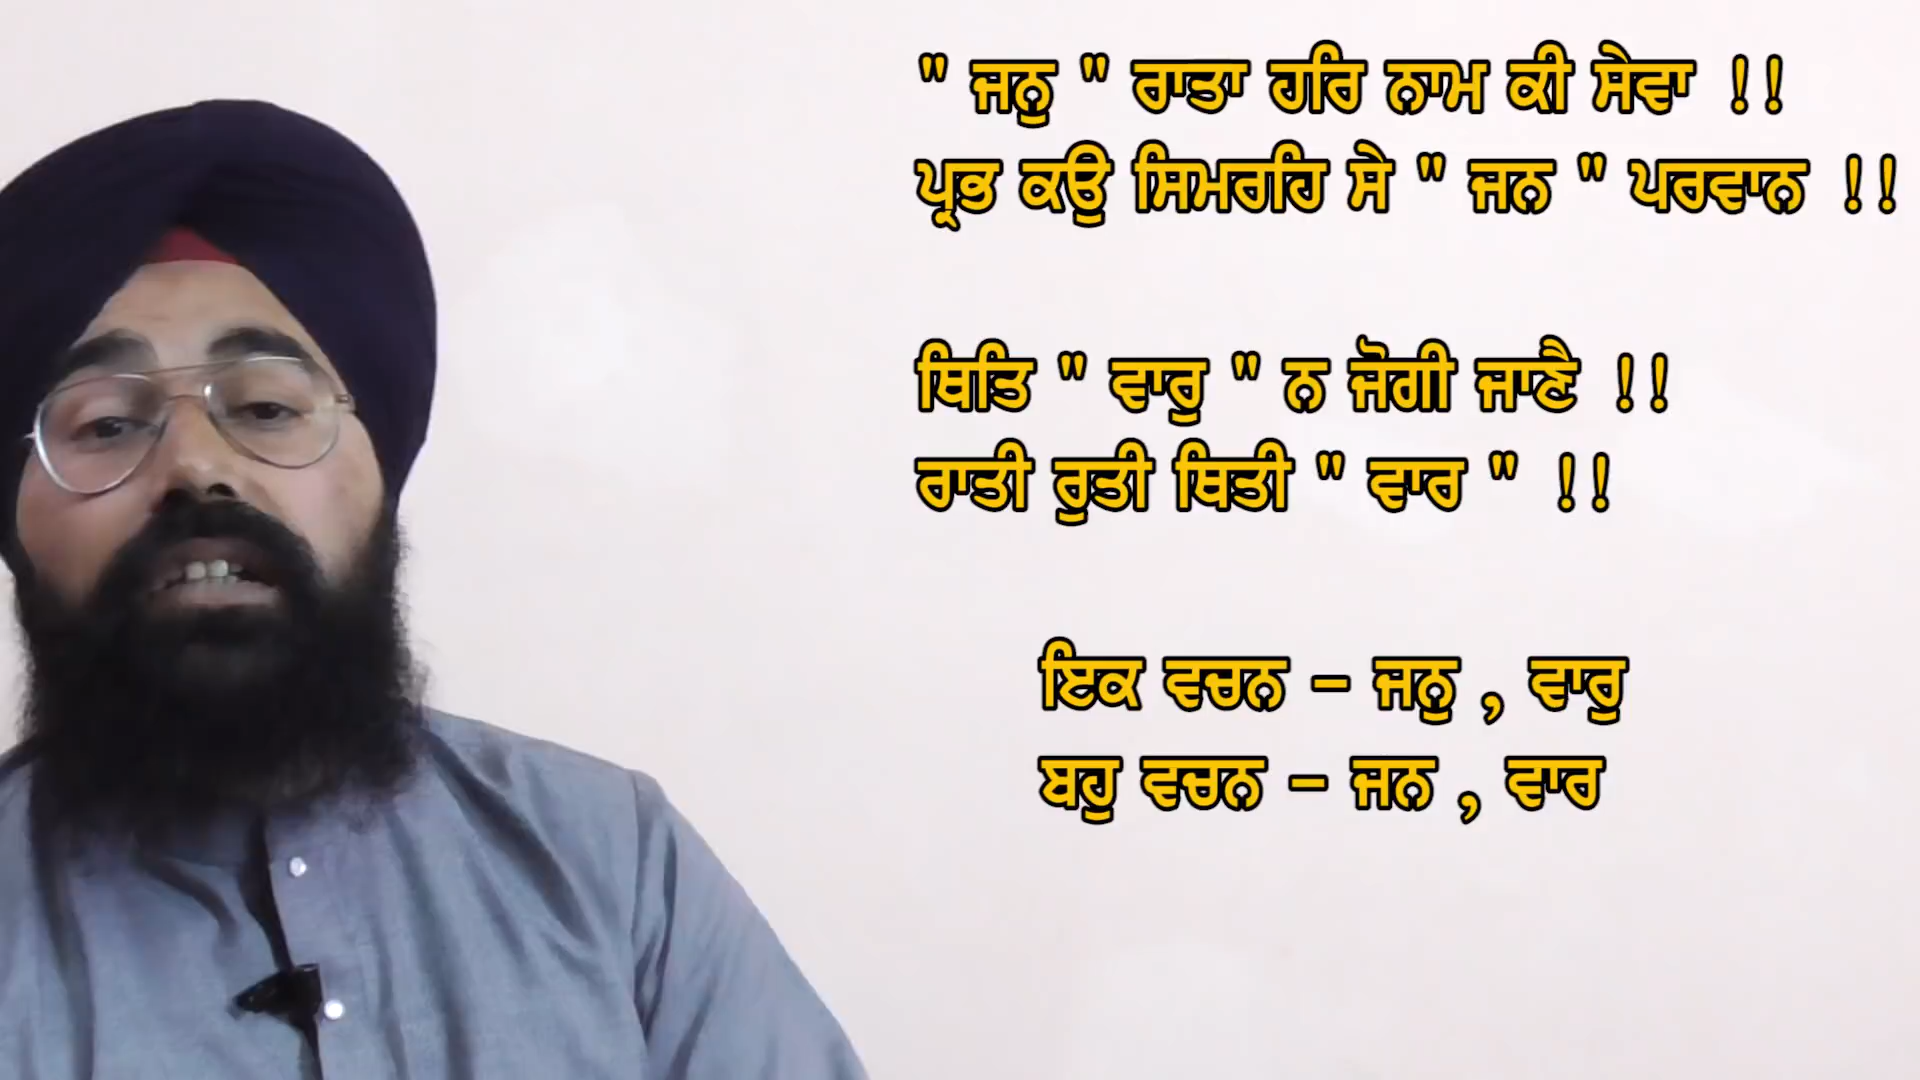 " ਜਨੁ " ਰਾਤਾ ਹਰਿ ਨਾਮ ਕੀ ਸੇਵਾ !!
ਪ੍ਰਭ ਕਉ ਸਿਮਰਹਿ ਸੇ " ਜਨ " ਪਰਵਾਨ !!
ਥਿਤਿ " ਵਾਰੁ " ਨ ਜੋਗੀ ਜਾਣੈ !!
ਰਾਤੀ ਰੁਤੀ ਥਿਤੀ " ਵਾਰ " !!
ਇਕ ਵਚਨ - ਜਨੁ , ਵਾਰੁ
ਬਹੁ ਵਚਨ - ਜਨ , ਵਾਰ